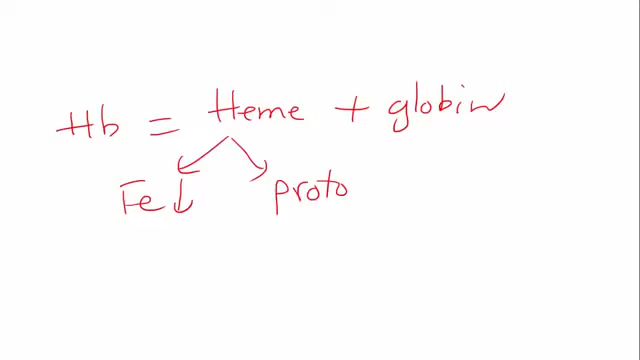 Hb = Heme + globin
Fe↓ proto